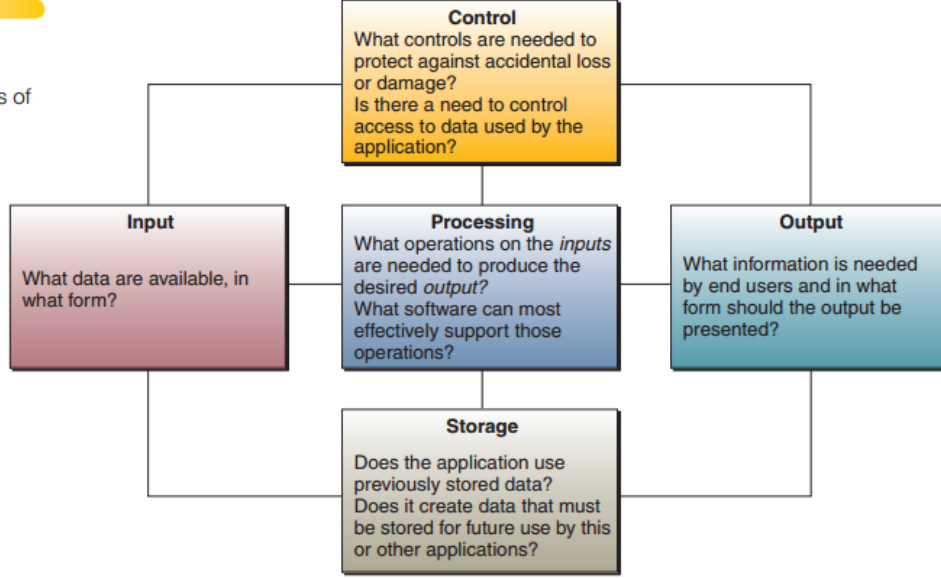 Control
What controls are needed to
protect against accidental loss
or damage?
Is there a need to control
access to data used by the
application?
s of
Input
What data are available, in
what form?
Processing
What operations on the inputs
are needed to produce the
desired output?
What software can most
effectively support those
operations?
Output
What information is needed
by end users and in what
form should the output be
presented?
Storage
Does the application use
previously stored data?
Does it create data that must
be stored for future use by this
or other applications?